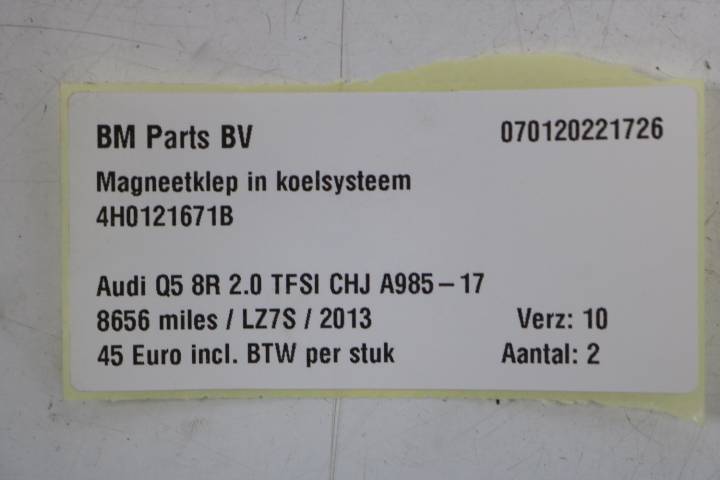 BM Parts BV 070120221726
Magneetklep in koelsysteem
4H0121671B
Audi Q5 8R 2.0 TFSI CHJ A985-17
8656 miles / LZ7S / 2013 Verz: 10
45 Euro incl. BTW per stuk Aantal: 2